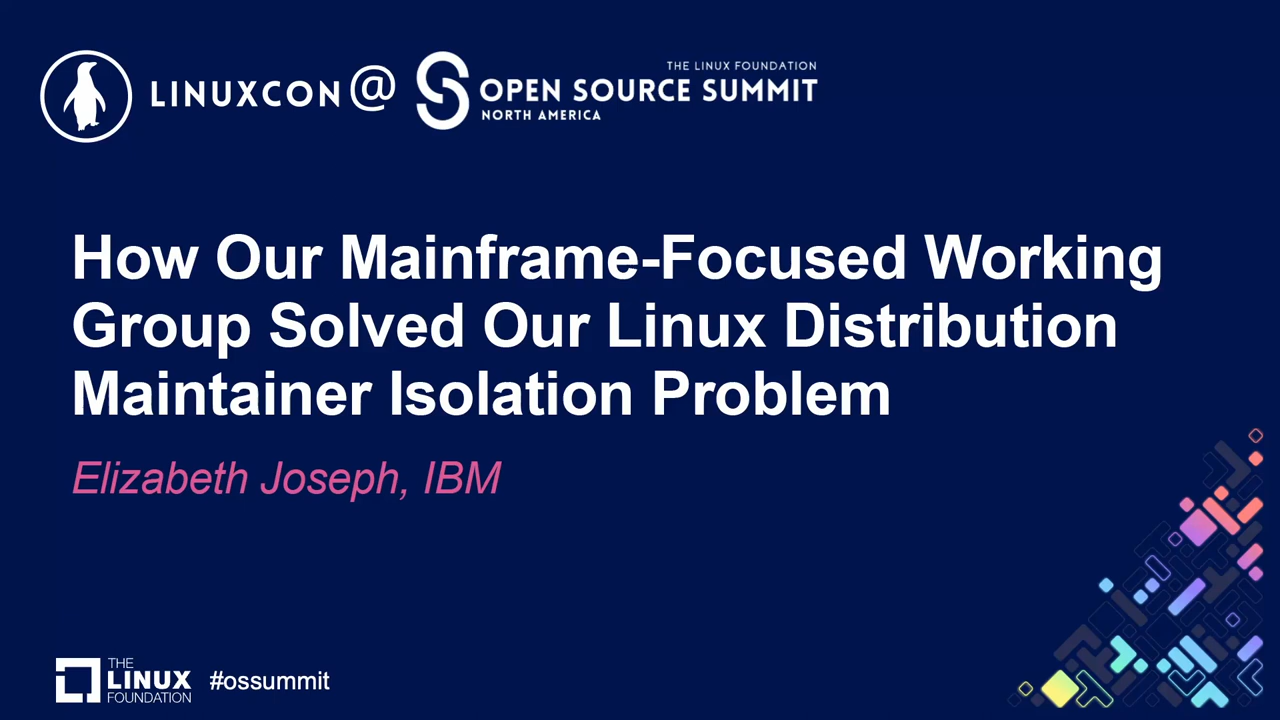 LINUXCON @
THE LINUX FOUNDATION
OPEN SOURCE SUMMIT
NORTH AMERICA
How Our Mainframe-Focused Working
Group Solved Our Linux Distribution
Maintainer Isolation Problem
Elizabeth Joseph, IBM
THE
LINUX
FOUNDATION
#ossummit